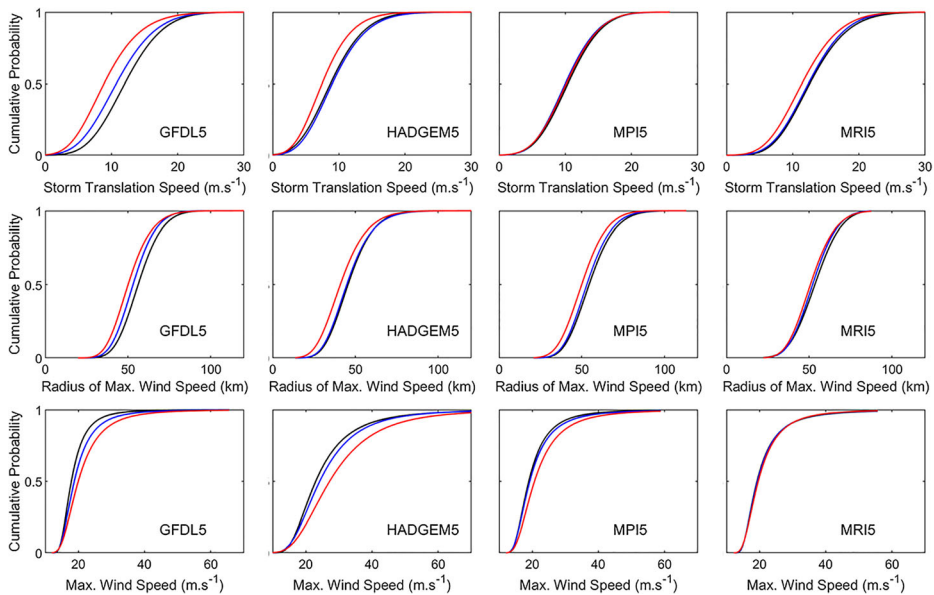 1
0.5
0
Cumulative Probability
GFDL5
0 10 20 30
Storm Translation Speed (m.s-1)
HADGEM5
0 10 20 30
Storm Translation Speed (m.s-1)
MPI5
0 10 20 30
Storm Translation Speed (m.s-1)
MRI5
0 10 20 30
Storm Translation Speed (m.s-1)
1
0.5
0
Cumulative Probability
GFDL5
0 50 100
Radius of Max. Wind Speed (km)
HADGEM5
0 50 100
Radius of Max. Wind Speed (km)
MPI5
0 50 100
Radius of Max. Wind Speed (km)
MRI5
0 50 100
Radius of Max. Wind Speed (km)
1
0.5
0
Cumulative Probability
GFDL5
20 40 60
Max. Wind Speed (m.s-1)
HADGEM5
20 40 60
Max. Wind Speed (m.s-1)
MPI5
20 40 60
Max. Wind Speed (m.s-1)
MRI5
20 40 60
Max. Wind Speed (m.s-1)